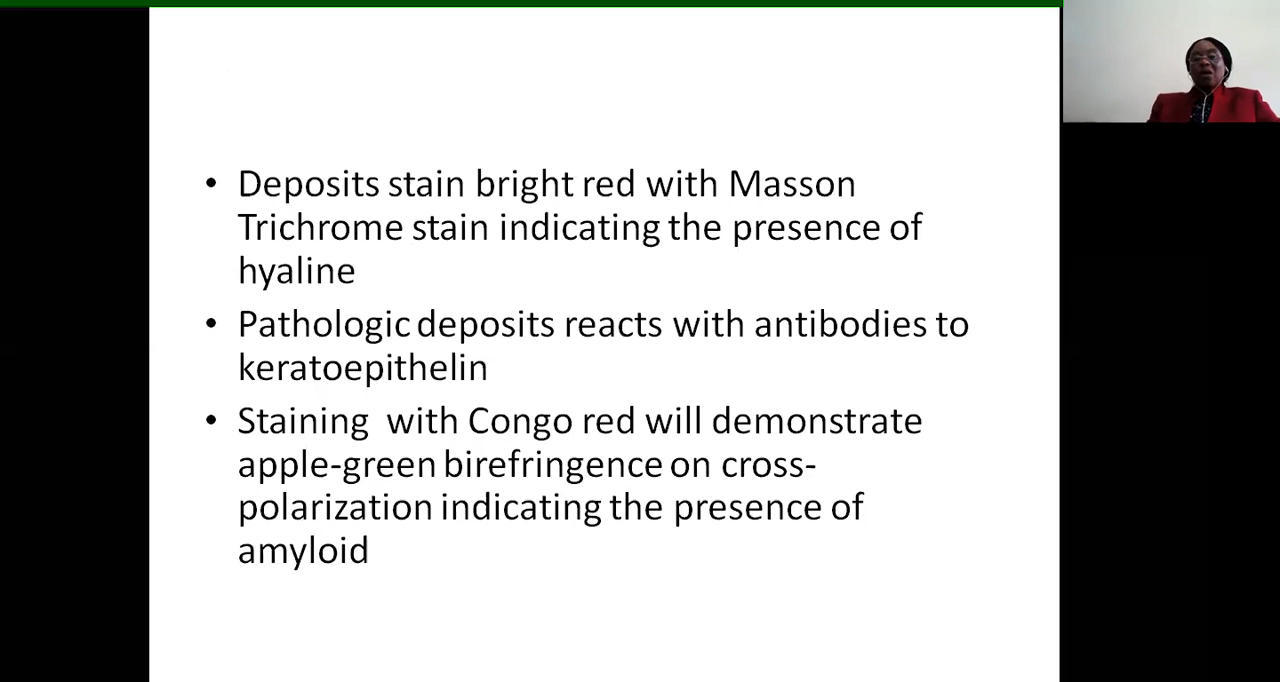 • Deposits stain bright red with Masson
Trichrome stain indicating the presence of
hyaline
• Pathologic deposits reacts with antibodies to
keratoepithelin
• Staining with Congo red will demonstrate
apple-green birefringence on cross-
polarization indicating the presence of
amyloid